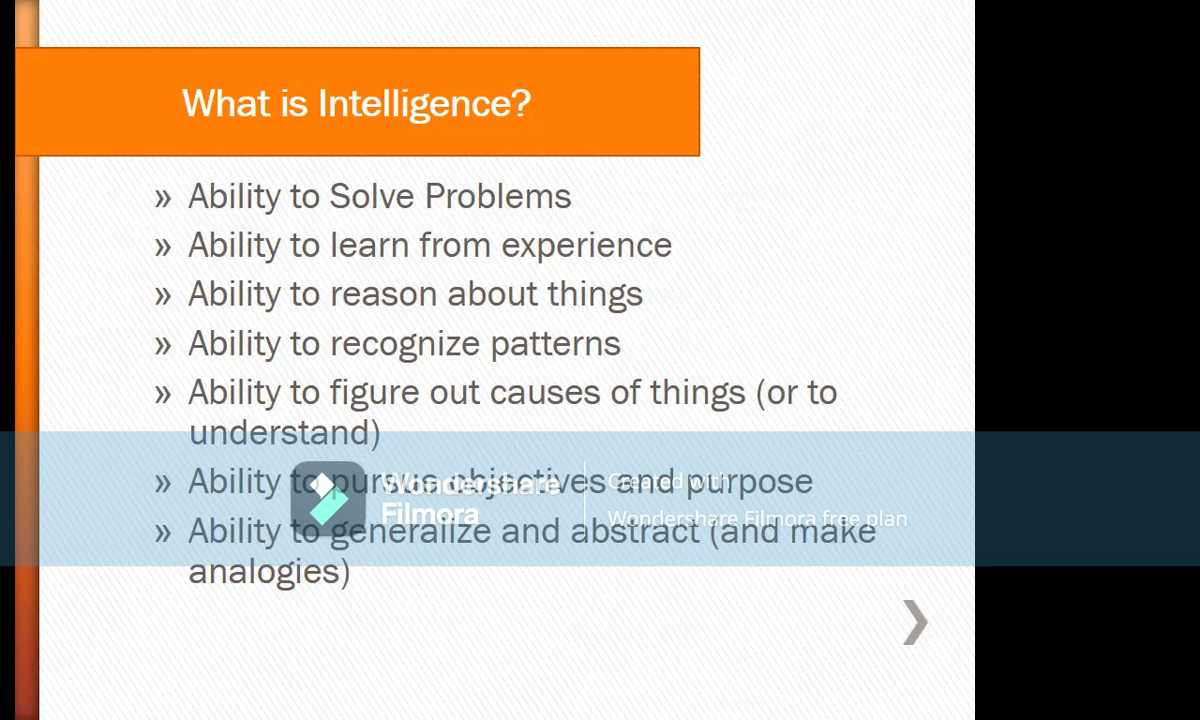 What is Intelligence?
» Ability to Solve Problems
» Ability to learn from experience
» Ability to reason about things
» Ability to recognize patterns
» Ability to figure out causes of things (or to
understand)
» Ability to pursue objectives and purpose
Wondershare
Filmora
Created with
Wondershare Filmora free plan
» Ability to generalize and abstract (and make
analogies)